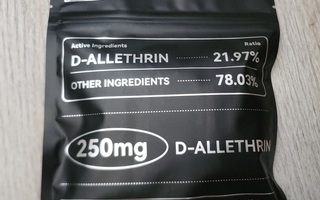 Active Ingredients Ratio
D-ALLETHRIN 21.97%
OTHER INGREDIENTS 78.03%
250mg D-ALLETHRIN